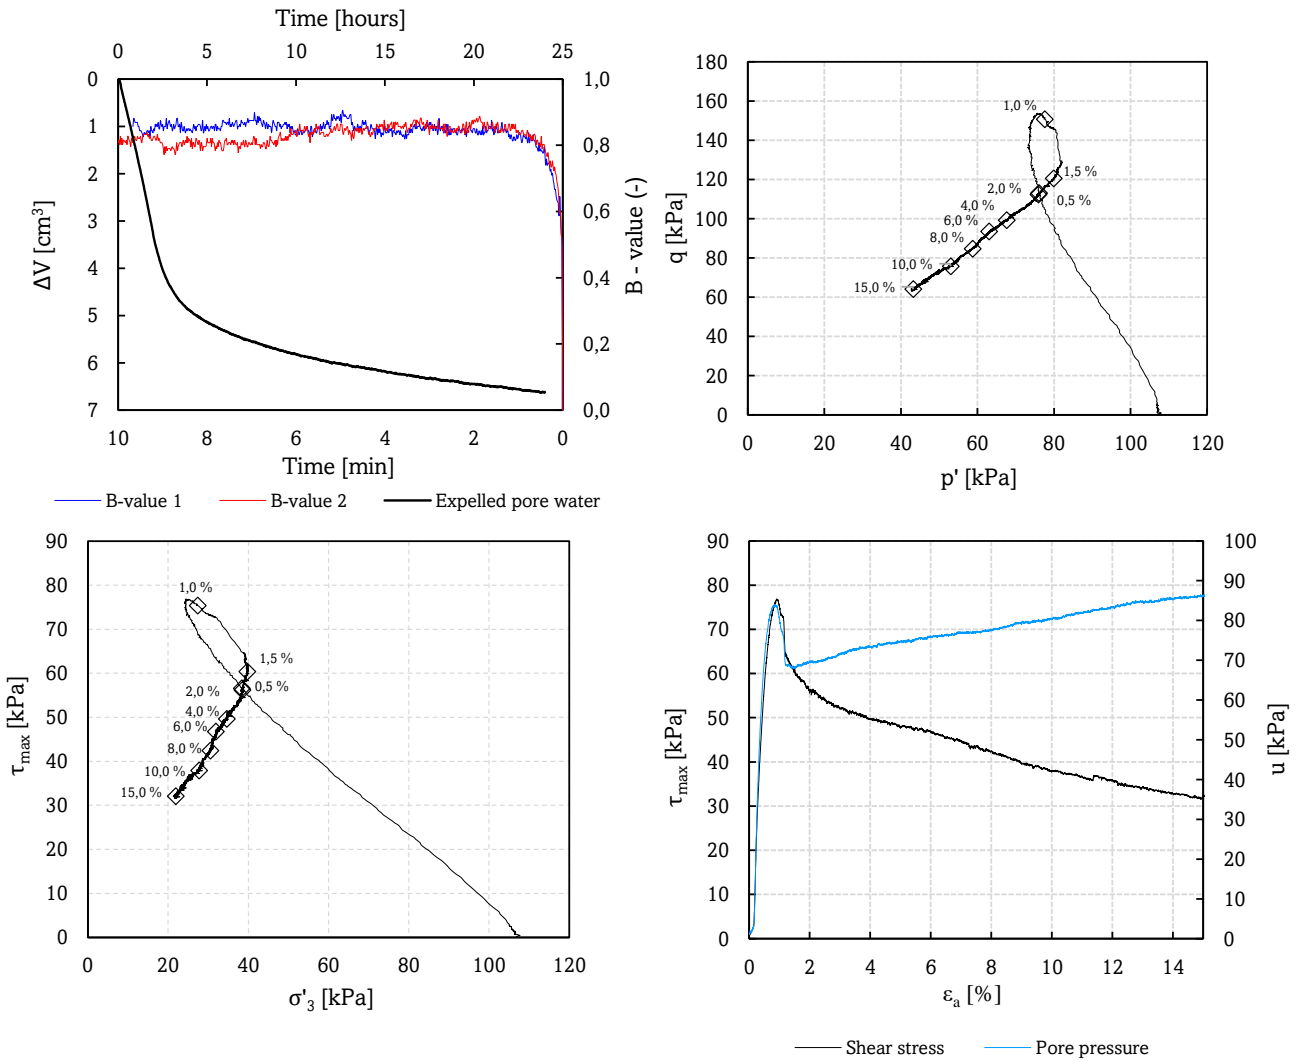 Time [hours]
0 5 10 15 20 25
0 1 2 3 4 5 6 7
ΔV [cm³]
1,0 0,8 0,6 0,4 0,2 0,0
B - value (-)
10 8 6 4 2 0
Time [min]
B-value 1 B-value 2 Expelled pore water
180 160 140 120 100 80 60 40 20 0
q [kPa]
1,0 %
1,5 %
2,0 %
0,5 %
4,0 %
6,0 %
8,0 %
10,0 %
15,0 %
0 20 40 60 80 100 120
p' [kPa]
90 80 70 60 50 40 30 20 10 0
τmax [kPa]
1,0 %
1,5 %
2,0 %
0,5 %
4,0 %
6,0 %
8,0 %
10,0 %
15,0 %
0 20 40 60 80 100 120
σ'3 [kPa]
90 80 70 60 50 40 30 20 10 0
τmax [kPa]
100 90 80 70 60 50 40 30 20 10 0
u [kPa]
0 2 4 6 8 10 12 14
εa [%]
Shear stress Pore pressure